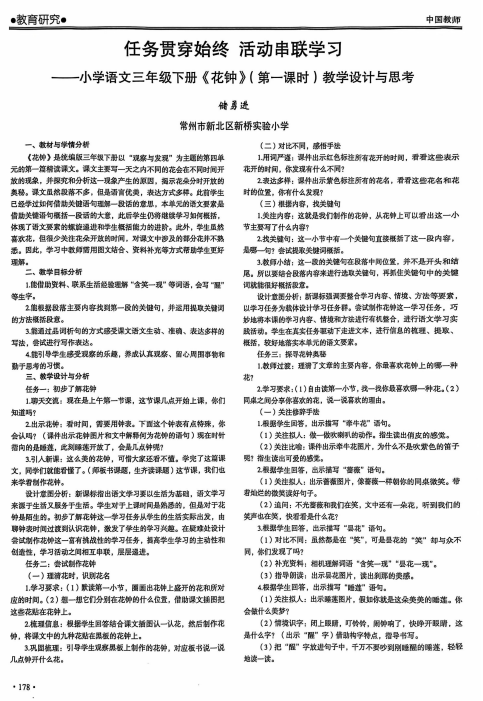 ●教育研究●
中国教师
任务贯穿始终 活动串联学习
——小学语文三年级下册《花钟》(第一课时)教学设计与思考
储勇进
常州市新北区新桥实验小学
一、教材与学情分析
《花钟》是统编版三年级下册以“观察与发现”为主题的第四单
元的第一篇精读课文。课文主要写一天之内不同的花会在不同时间开
放的现象，并探究和分析这一现象产生的原因，揭示花朵分时开放的
奥秘。课文虽然段落不多，但是语言优美，表达方式多样。此前学生
已经学过如何借助关键语句理解一段话的意思，本单元的语文要素是
借助关键语句概括一段话的大意，此后学生仍将继续学习如何概括，
体现了语文要素的螺旋递进和学生概括能力的进阶。此外，学生虽然
喜欢花，但很少关注花朵开放的时间，对课文中涉及的部分花并不熟
悉。因此，学习中教师需用图文结合、资料补充等方式帮助学生更好
理解。
二、教学目标分析
1.能借助资料、联系生活经验理解“含笑一现”等词语，会写“醒”
等生字。
2.能根据段落主要内容找到第一段的关键句，并运用提取关键词
的方法概括段意。
3.能通过品词析句的方式感受课文语文生动、准确、表达多样的
写法，尝试进行写作表达。
4.能引导学生感受观察的乐趣，养成认真观察、留心周围事物和
勤于思考的习惯。
三、教学设计与分析
任务一：初步了解花钟
1.聊天交流：现在是上午第一节课，这节课几点开始上课，你们
知道吗？
2.出示花钟：看时间，需要用钟表。下面这个钟表有点特殊，你
会认吗？（课件出示花钟图片和文中解释何为花钟的语句）现在时针
指向的是睡莲，此刻睡莲开放了，会是几点钟呢？
3.引入新课：这么美的花钟，可惜大家还看不懂。学完了这篇课
文，同学们就能看懂了。（师板书课题，生齐读课题）这节课，我们也
来学着制作花钟。
设计意图分析：新课标指出语文学习要以生活为基础，语文学习
来源于生活又服务于生活。学生对于上课时间是熟悉的，但是对于花
钟是陌生的。初步了解花钟这一学习任务从学生的生活实际出发，由
聊钟表时间过渡到认识花钟，激发了学生的学习兴趣。在疑难处设计
尝试制作花钟这一富有挑战性的学习任务，提高学生学习的主动性和
创造性，学习活动之间相互串联，层层递进。
任务二：尝试制作花钟
（一）理清花时，识别花名
1.学习要求：（1）默读第一小节，圈画出花钟上盛开的花和所对
应的时间。（2）想一想它们分别在花钟的什么位置，借助课文插图把
这些花贴在花钟上。
2.梳理信息：根据学生回答结合课文插图认一认花，然后制作花
钟，将课文中的九种花贴在黑板的花钟上。
3.巩固梳理：引导学生观察黑板上制作的花钟，对应板书说一说
几点钟开什么花。
（二）对比不同，感悟手法
1.用词严谨：课件出示红色标注所有花开的时间，看看这些表示
花开的时间，你发现有什么不同？
2.表达多样：课件出示紫色标注所有的花名，看看这些花名和花
时的位置，你有什么发现？
（三）根据内容，找关键句
1.关注内容：这就是我们制作的花钟，从花钟上可以看出这一小
节主要写了什么内容？
2.找关键句：这一小节中有一个关键句直接概括了这一段内容，
是哪一句？尝试提取关键词概括。
3.教师小结：这一段的关键句在段落中间位置，并不是开头和结
尾。所以要结合段落内容来进行选取关键句，再抓住关键句中的关键
词就能很好概括段意。
设计意图分析：新课标强调要整合学习内容、情境、方法等要素，
以学习任务为载体设计学习任务群。尝试制作花钟这一学习任务，巧
妙地将本课的学习内容、情境和方法进行有机整合，进行语文学习实
践活动。学生在真实任务驱动下走进文本，进行信息的梳理、提取、
概括，较好地落实本单元的语文要素。
任务三：探寻花钟奥秘
1.教师过渡：理清了文章的主要内容，你最喜欢花钟上的哪一种
花？
2.学习要求：（1）自由读第一小节，找一找你最喜欢哪一种花。（2）
同桌之间分享你喜欢的花，说一说喜欢的理由。
（一）关注修辞手法
1.根据学生回答，出示描写“牵牛花”语句。
（1）关注拟人：做一做吹喇叭的动作。指生读出俏皮的感觉。
（2）关注比喻：课件出示牵牛花图片，为什么不是吹紫色的笛子
呢？指生读出可爱的感觉。
2.根据学生回答，出示描写“蔷薇”语句。
（1）关注拟人：出示蔷薇图片，像蔷薇一样朝你的同桌微笑。带
着灿烂的微笑读好句子。
（2）追问：不光蔷薇和我们在笑，文中还有一朵花，听到我们的
笑声也在笑，快看看是什么花？
3.根据学生回答，出示描写“昙花”语句。
（1）对比不同：虽然都是在“笑”，可是昙花的“笑”却与众不
同，你们发现了吗？
（2）补充资料：相机理解词语“含笑一现”“昙花一现”。
（3）指导朗读：出示昙花图片，读出刹那的美感。
4.根据学生回答，出示描写“睡莲”语句。
（1）关注拟人：出示睡莲图片，假如你就是这朵美美的睡莲。你
会做什么美梦？
（2）情境识字：闭上眼睛，叮铃铃，闹钟响了，快睁开眼睛，这
是什么字？（出示“醒”字）借助构字特点，指导书写。
（3）把“醒”字放进句子中，千万不要吵到刚睡醒的睡莲，轻轻
地读一读。
·178·